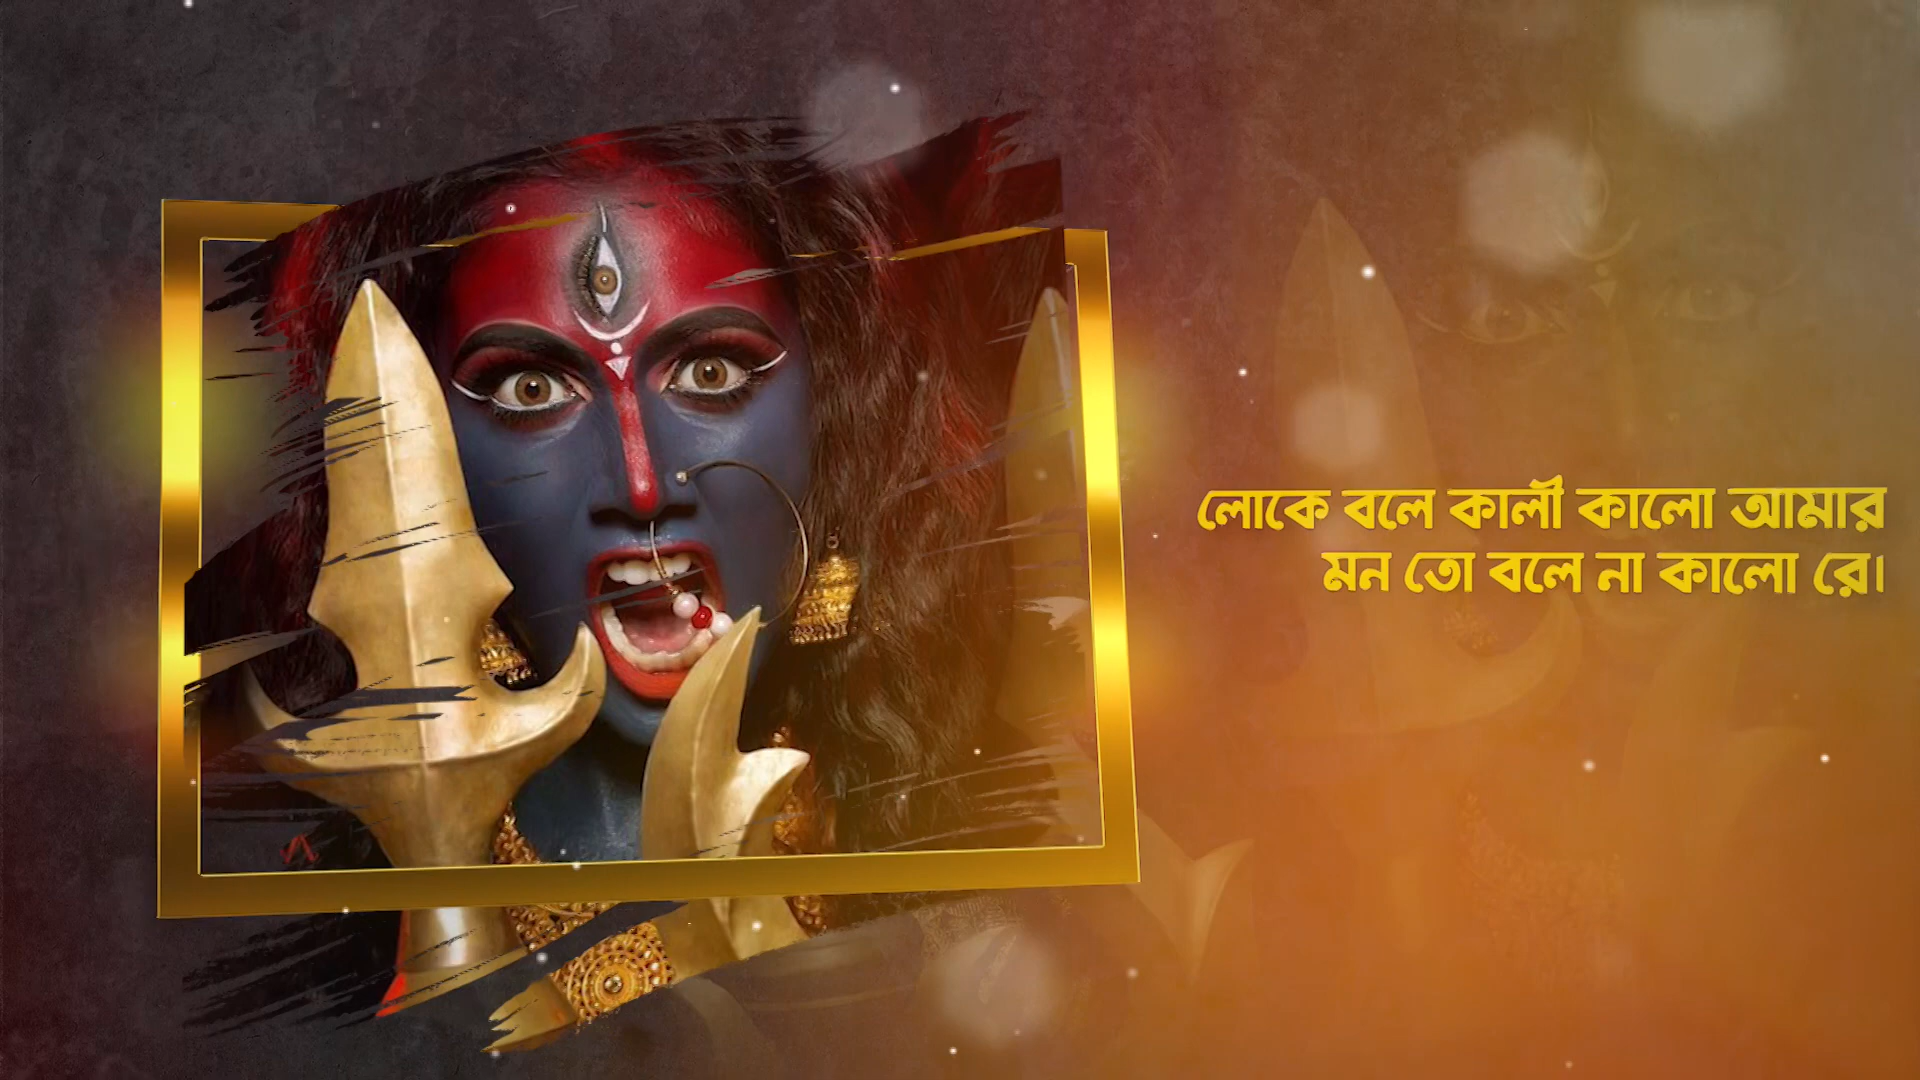 লোকে বলে কালী কালো আমার
মন তো বলে না কালো রে।